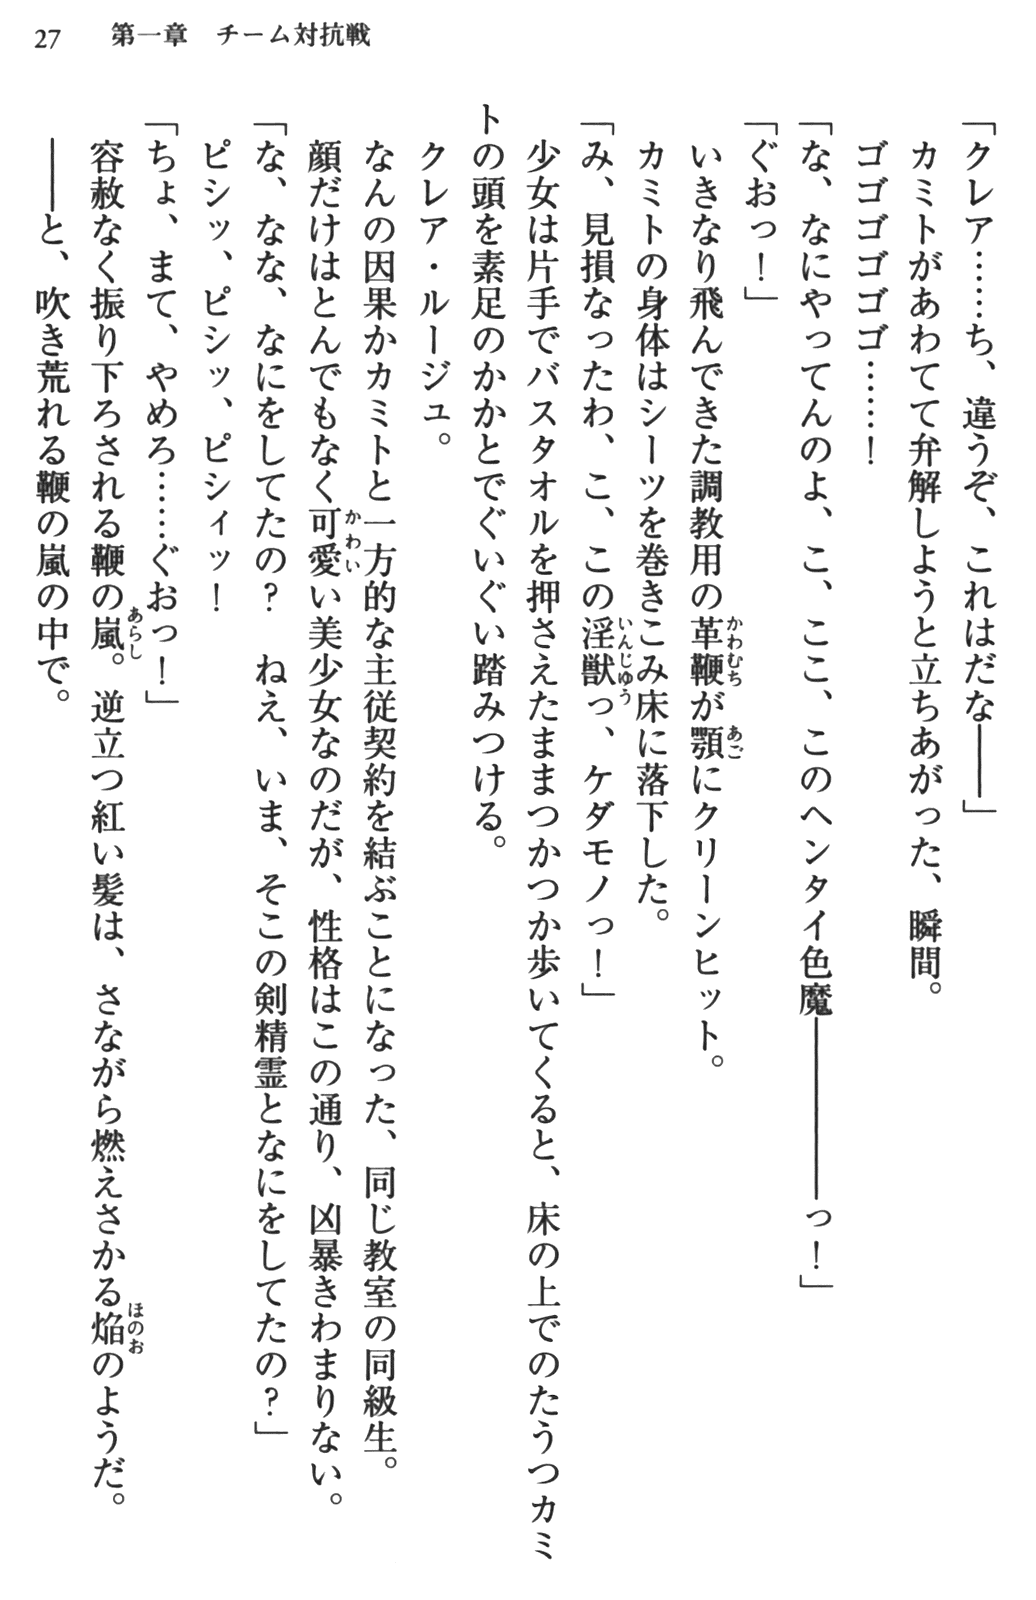 27　第一章　チーム対抗戦
「クレア……ち、違うぞ、これはだな――」
カミトがあわてて弁解しようと立ちあがった、瞬間。
ゴゴゴゴゴゴ……！
「な、なにやってんのよ、こ、ここ、このヘンタイ色魔―――――っ！」
「ぐおっ！」
いきなり飛んできた調教用の革鞭が顎にクリーンヒット。
カミトの身体はシーツを巻きこみ床に落下した。
「み、見損なったわ、こ、この淫獣っ、ケダモノっ！」
少女は片手でバスタオルを押さえたままつかつか歩いてくると、床の上でのたうつカミ
トの頭を素足のかかとでぐいぐい踏みつける。
クレア・ルージュ。
なんの因果かカミトと一方的な主従契約を結ぶことになった、同じ教室の同級生。
顔だけはとんでもなく可愛い美少女なのだが、性格はこの通り、凶暴きわまりない。
「な、なな、なにをしてたの？　ねえ、いま、そこの剣精霊となにをしてたの？」
ピシッ、ピシッ、ピシィッ！
「ちょ、まて、やめろ……ぐおっ！」
容赦なく振り下ろされる鞭の嵐。逆立つ紅い髪は、さながら燃えさかる焔のようだ。
――と、吹き荒れる鞭の嵐の中で。